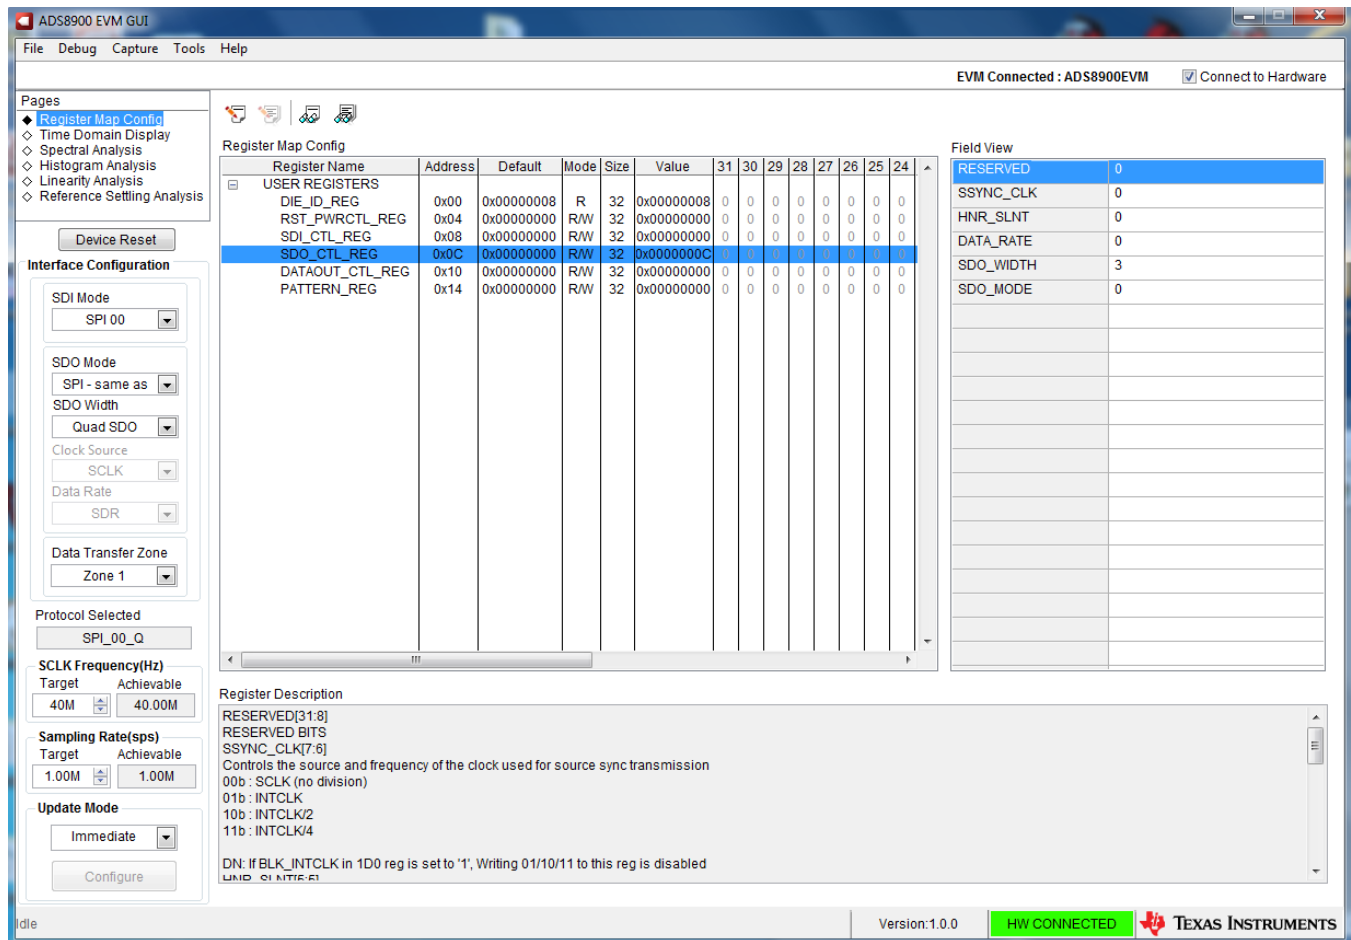 ADS8900 EVM GUI
File Debug Capture Tools Help
EVM Connected : ADS8900EVM Connect to Hardware
Pages
Register Map Config
Time Domain Display
Spectral Analysis
Histogram Analysis
Linearity Analysis
Reference Settling Analysis
Device Reset
Interface Configuration
SDI Mode
SPI 00
SDO Mode
SPI - same as
SDO Width
Quad SDO
Clock Source
SCLK
Data Rate
SDR
Data Transfer Zone
Zone 1
Protocol Selected
SPI_00_Q
SCLK Frequency(Hz)
Target Achievable
40M 40.00M
Sampling Rate(sps)
Target Achievable
1.00M 1.00M
Update Mode
Immediate
Configure
Register Map Config
Register Name Address Default Mode Size Value 31 30 29 28 27 26 25 24
USER REGISTERS
DIE_ID_REG 0x00 0x00000008 R 32 0x00000008 0 0 0 0 0 0 0 0
RST_PWRCTL_REG 0x04 0x00000000 R/W 32 0x00000000 0 0 0 0 0 0 0 0
SDI_CTL_REG 0x08 0x00000000 R/W 32 0x00000000 0 0 0 0 0 0 0 0
SDO_CTL_REG 0x0C 0x00000000 R/W 32 0x0000000C 0 0 0 0 0 0 0 0
DATAOUT_CTL_REG 0x10 0x00000000 R/W 32 0x00000000 0 0 0 0 0 0 0 0
PATTERN_REG 0x14 0x00000000 R/W 32 0x00000000 0 0 0 0 0 0 0 0
Field View
RESERVED 0
SSYNC_CLK 0
HNR_SLNT 0
DATA_RATE 0
SDO_WIDTH 3
SDO_MODE 0
Register Description
RESERVED[31:8]
RESERVED BITS
SSYNC_CLK[7:6]
Controls the source and frequency of the clock used for source sync transmission
00b : SCLK (no division)
01b : INTCLK
10b : INTCLK/2
11b : INTCLK/4
DN: If BLK_INTCLK in 1D0 reg is set to '1', Writing 01/10/11 to this reg is disabled
HNR_SLNT[5:5]
Idle
Version:1.0.0
HW CONNECTED
TEXAS INSTRUMENTS